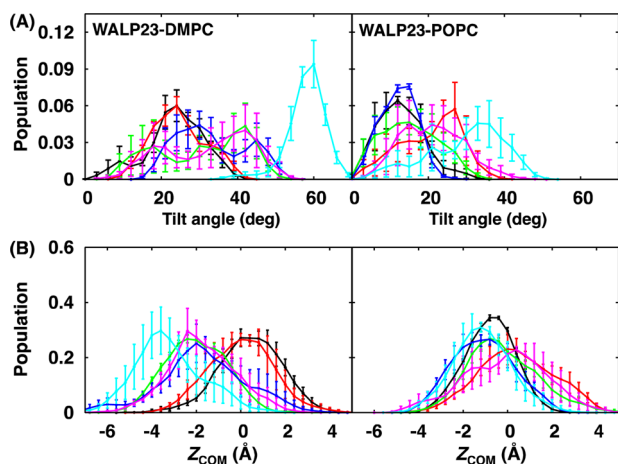 (A) WALP23-DMPC WALP23-POPC
0.12
0.09
0.06
0.03
0
Population
0 20 40 60 0 20 40 60
Tilt angle (deg) Tilt angle (deg)
(B)
0.6
0.4
0.2
0.0
Population
-6 -4 -2 0 2 4 -6 -4 -2 0 2 4
ZCOM (Å) ZCOM (Å)